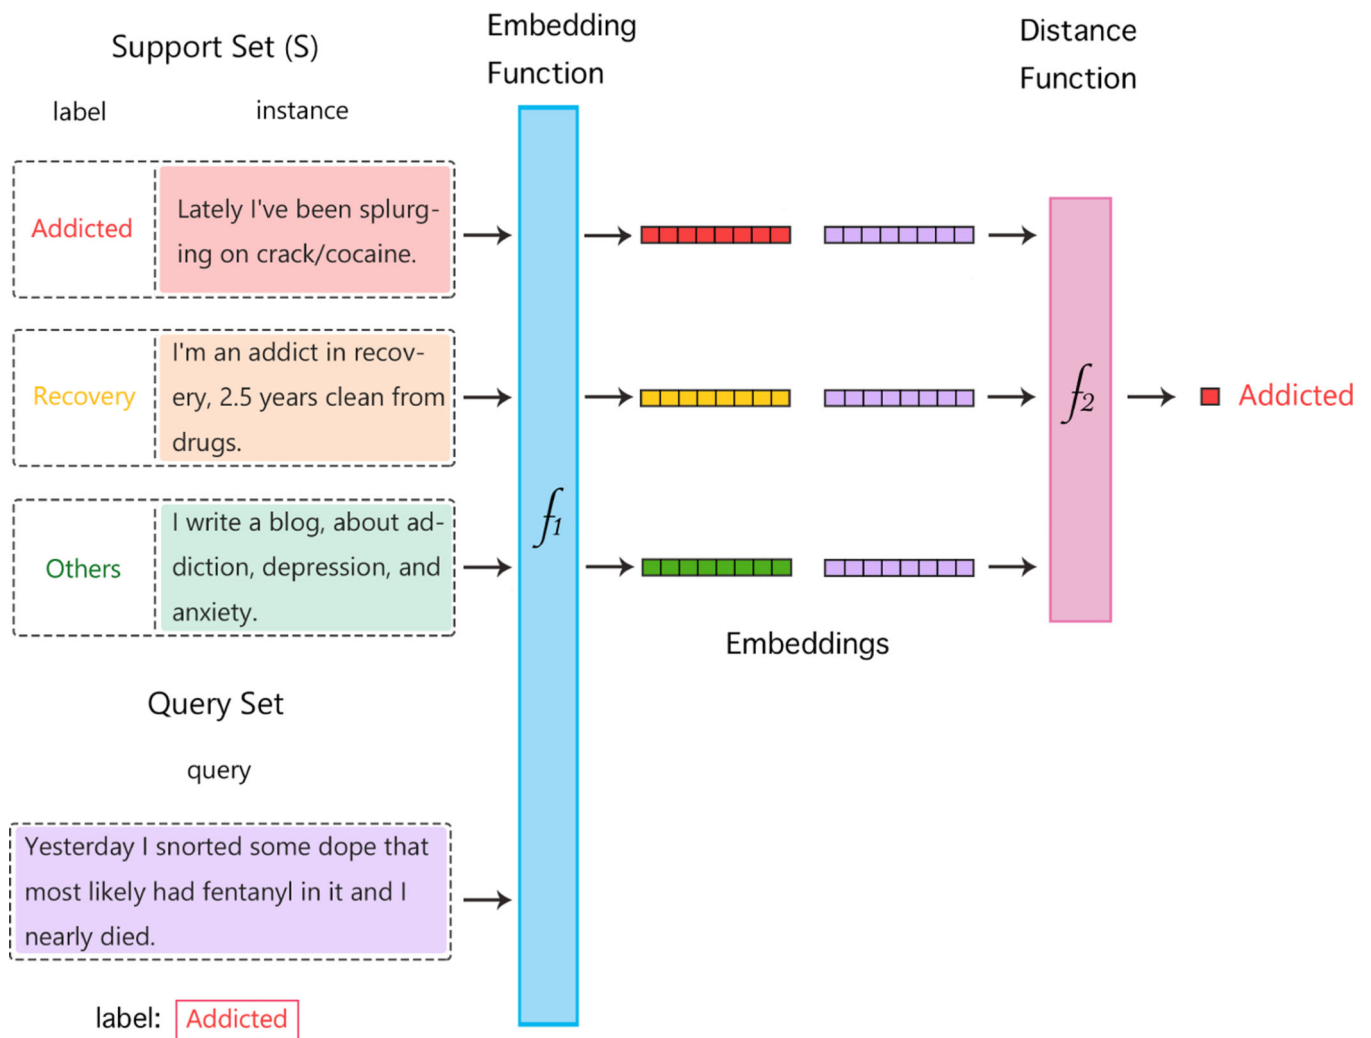 Support Set (S)
Embedding
Function
Distance
Function
label
instance
Addicted
Lately I've been splurg-
ing on crack/cocaine.
Recovery
I'm an addict in recov-
ery, 2.5 years clean from
drugs.
f2
Addicted
Others
I write a blog, about ad-
diction, depression, and
anxiety.
f1
Embeddings
Query Set
query
Yesterday I snorted some dope that
most likely had fentanyl in it and I
nearly died.
label: Addicted